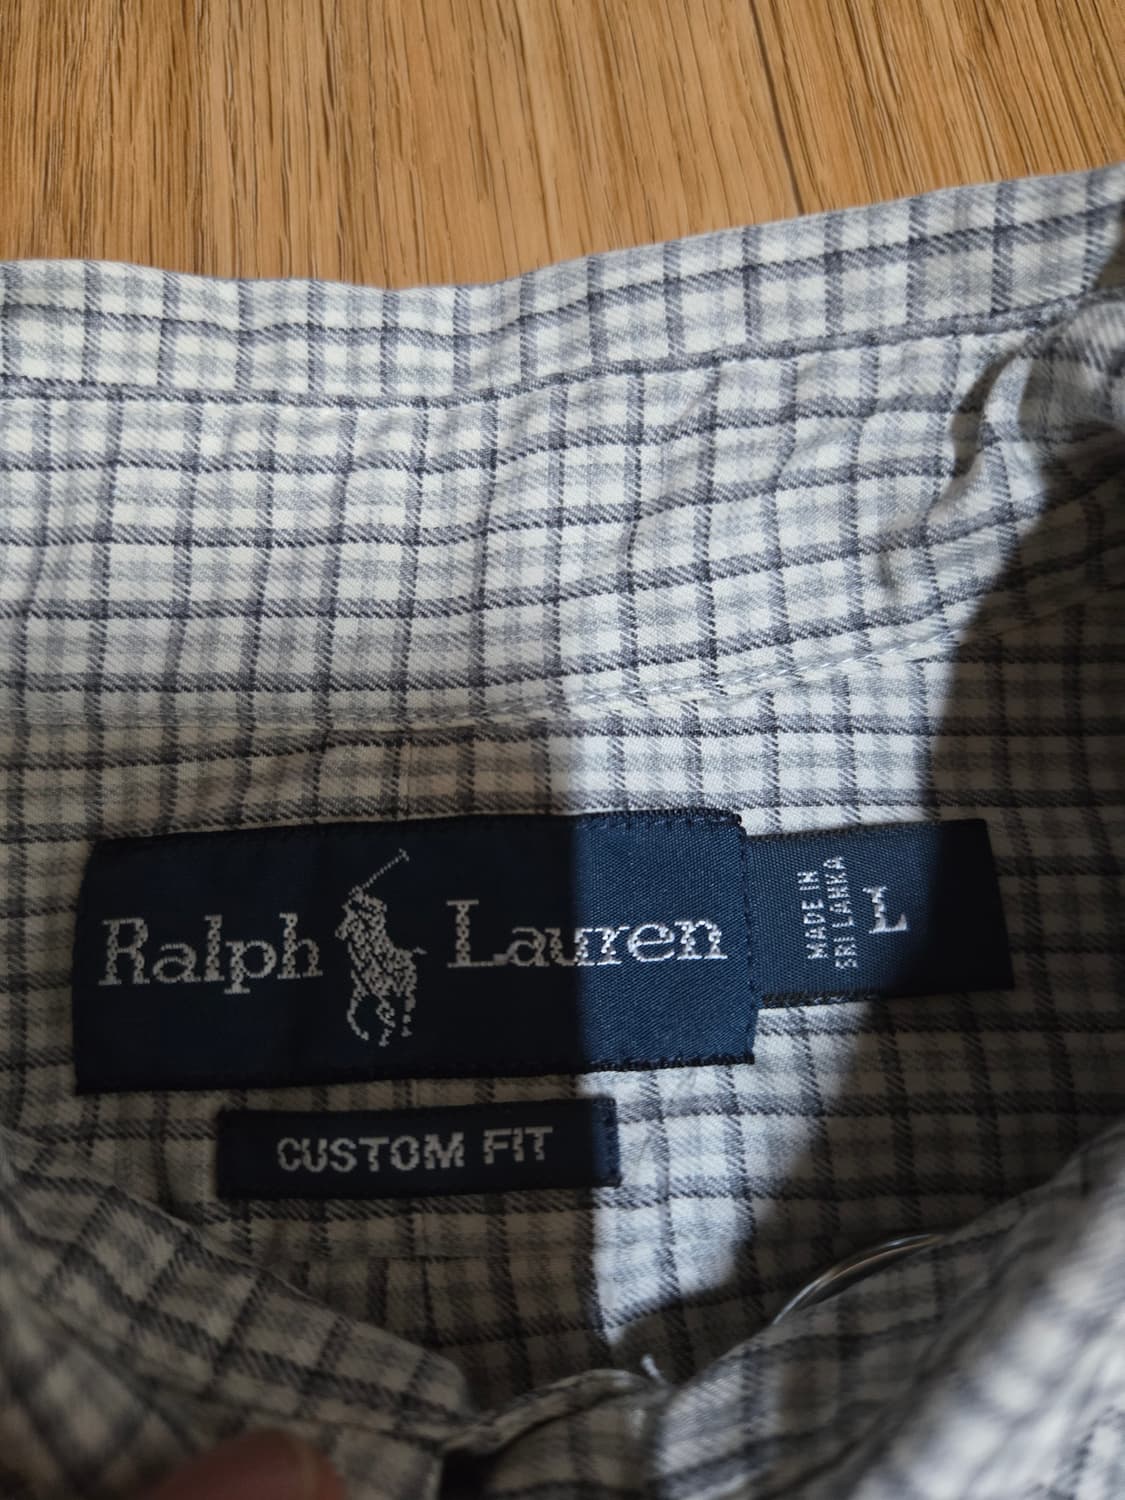 Ralph Lauren
MADE IN
SRI LANKA
L
CUSTOM FIT